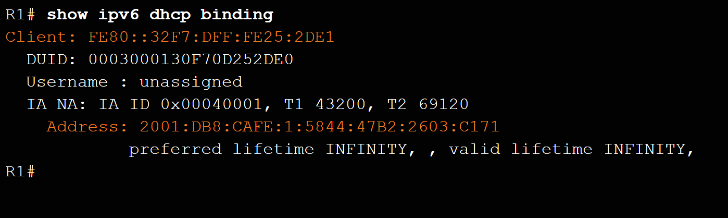 R1# show ipv6 dhcp binding
Client: FE80::32F7:DFF:FE25:2DE1
DUID: 0003000130F70D252DE0
Username : unassigned
IA NA: IA ID 0x00040001, T1 43200, T2 69120
Address: 2001:DB8:CAFE:1:5844:47B2:2603:C171
preferred lifetime INFINITY, , valid lifetime INFINITY,
R1#